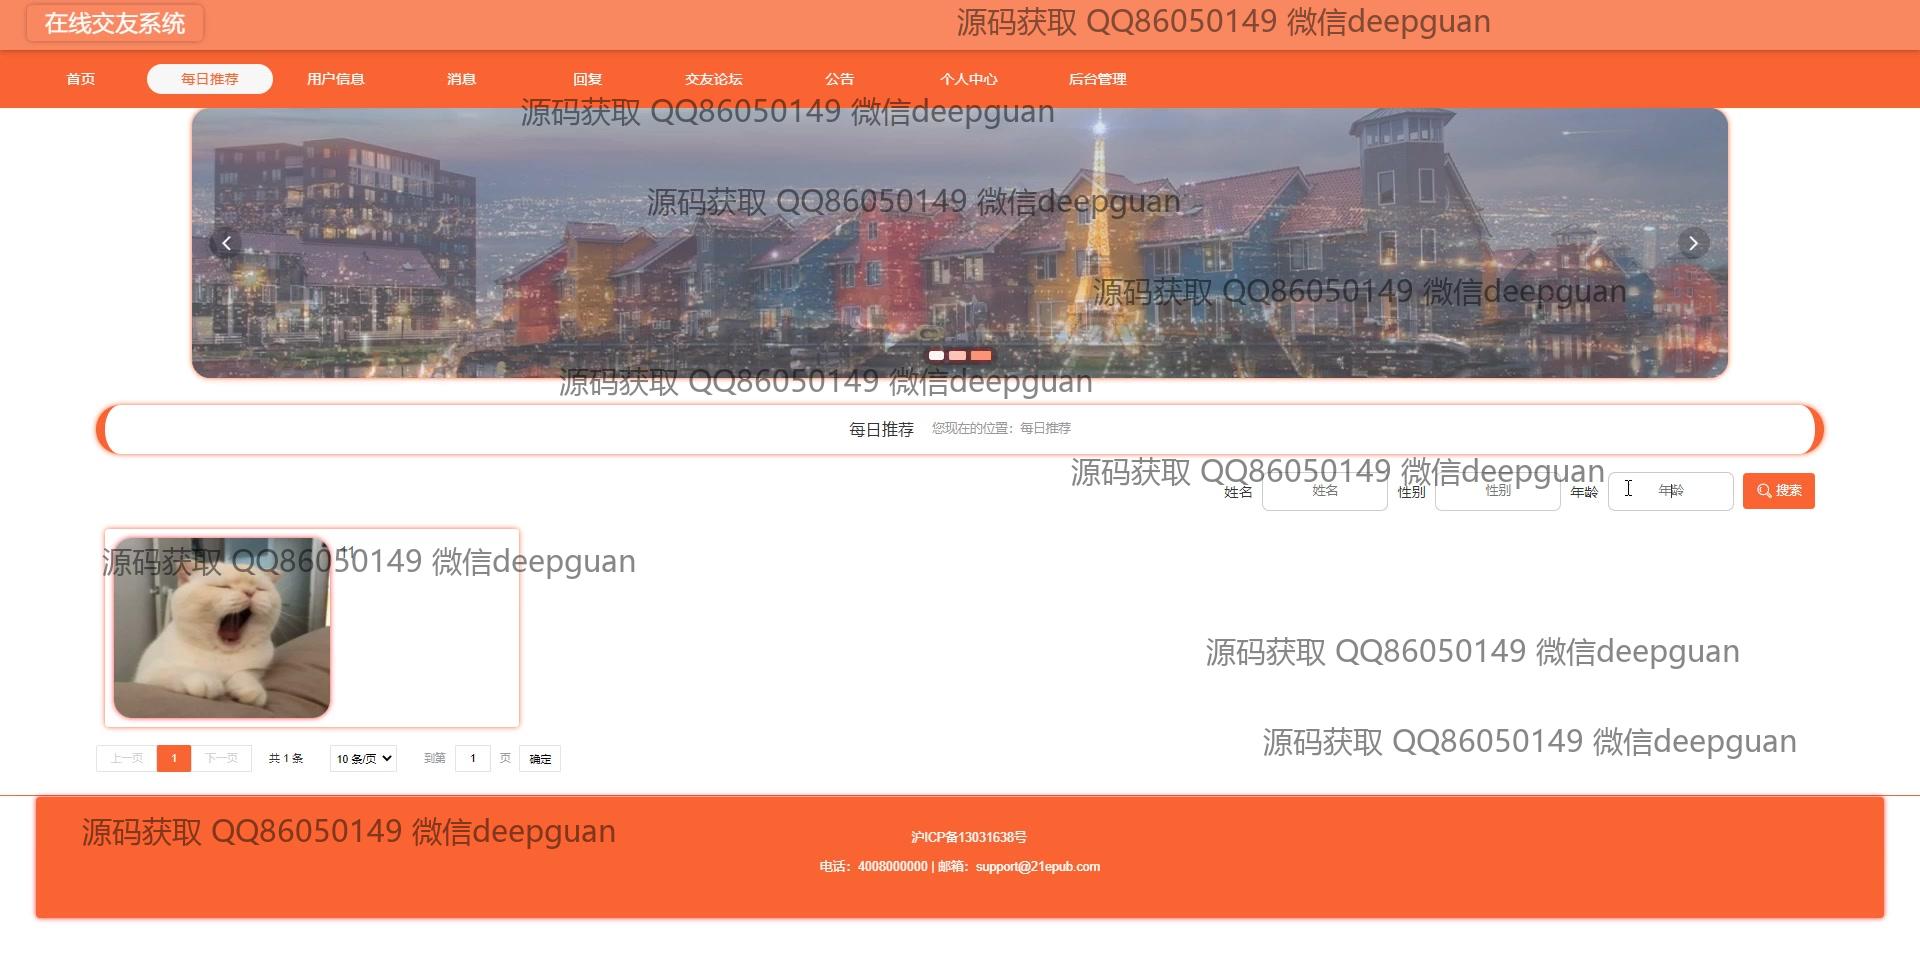 在线交友系统
源码获取 QQ86050149 微信deepguan
首页 每日推荐 用户信息 消息 回复 交友论坛 公告 个人中心 后台管理
源码获取 QQ86050149 微信deepguan
源码获取 QQ86050149 微信deepguan
源码获取 QQ86050149 微信deepguan
源码获取 QQ86050149 微信deepguan
每日推荐 您现在的位置：每日推荐
源码获取 QQ86050149 微信deepguan
姓名 姓名 性别 性别 年龄 年龄 搜索
11
源码获取 QQ86050149 微信deepguan
源码获取 QQ86050149 微信deepguan
源码获取 QQ86050149 微信deepguan
上一页 1 下一页 共 1 条 10 条/页 到第 1 页 确定
源码获取 QQ86050149 微信deepguan
沪ICP备13031638号
电话：4008000000 | 邮箱：support@21epub.com